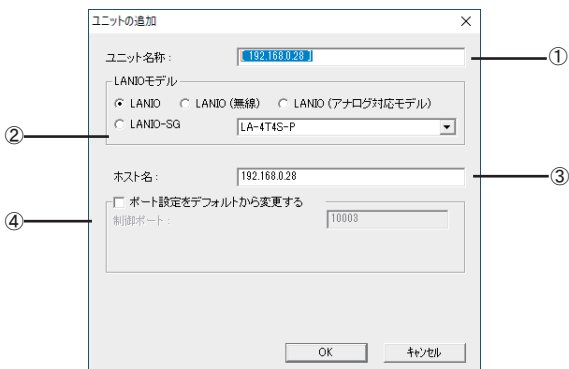 ユニットの追加
ユニット名称：
[ 192.168.0.28 ]
①
LANIOモデル
LANIO
LANIO (無線)
LANIO (アナログ対応モデル)
②
LANIO-SG
LA-4T4S-P
ホスト名：
192.168.0.28
③
ポート設定をデフォルトから変更する
④
制御ポート：
10003
OK
キャンセル